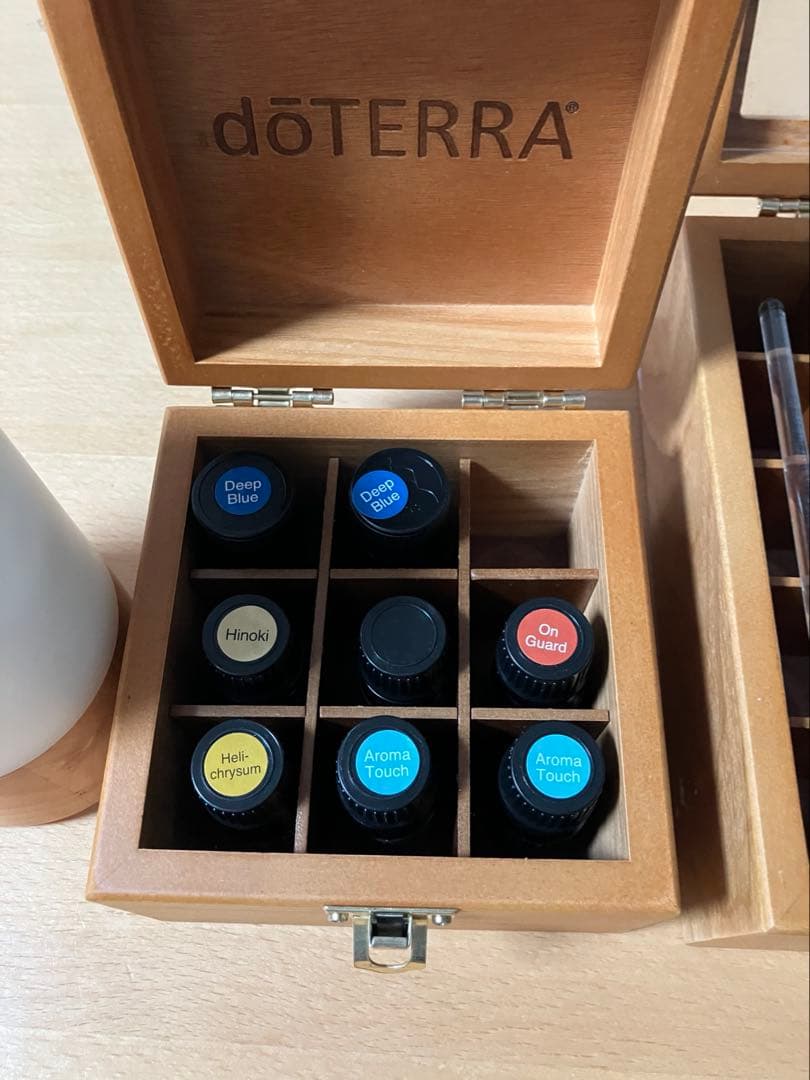 dōTERRA®
Deep
Blue
Deep
Blue
Hinoki
On
Guard
Heli-
chrysum
Aroma
Touch
Aroma
Touch